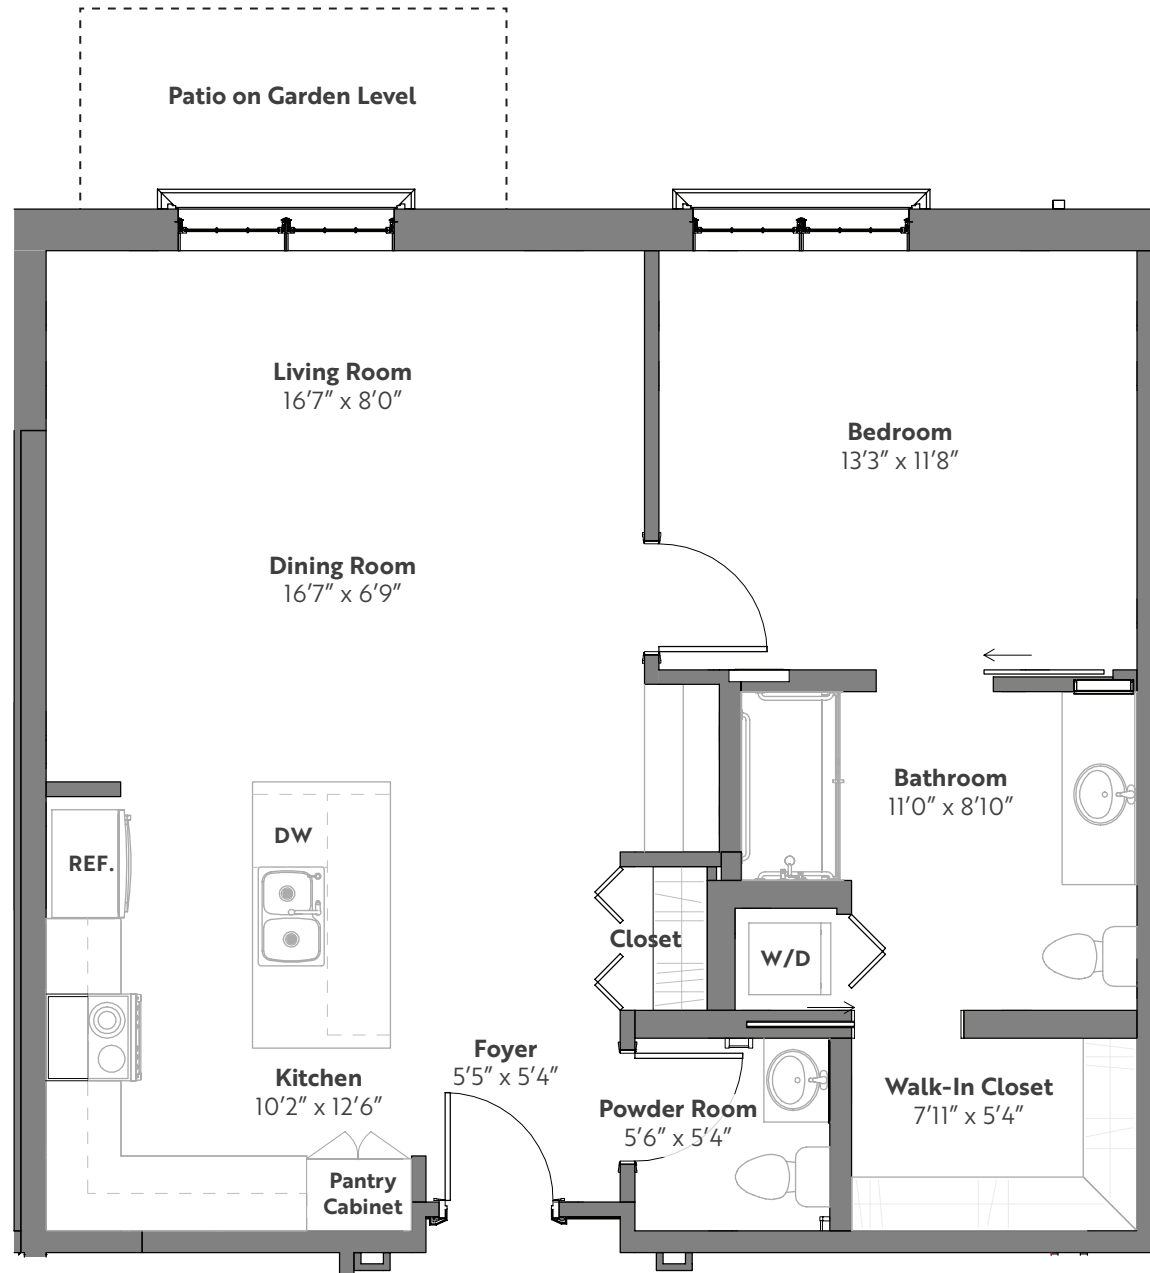 Patio on Garden Level
Living Room
16’7” x 8’0”
Bedroom
13’3” x 11’8”
Dining Room
16’7” x 6’9”
Bathroom
11’0” x 8’10”
DW
REF.
Closet
W/D
Foyer
5’5” x 5’4”
Kitchen
10’2” x 12’6”
Walk-In Closet
7’11” x 5’4”
Powder Room
5’6” x 5’4”
Pantry
Cabinet